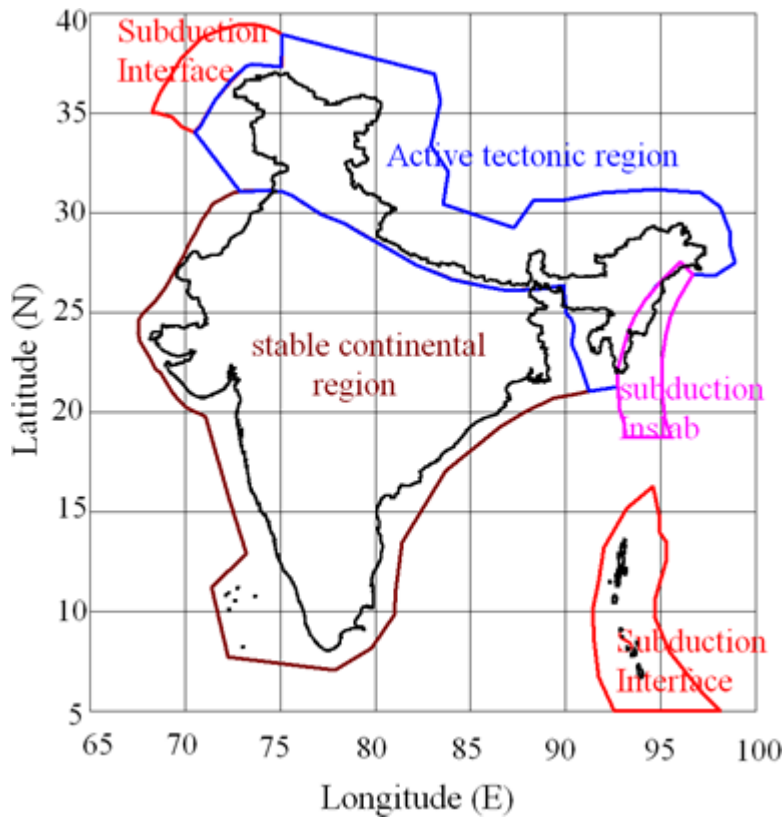 40
Subduction
Interface
35
Active tectonic region
30
25
stable continental
region
subduction
Inslab
20
15
10
Subduction
Interface
5
65 70 75 80 85 90 95 100
Latitude (N)
Longitude (E)